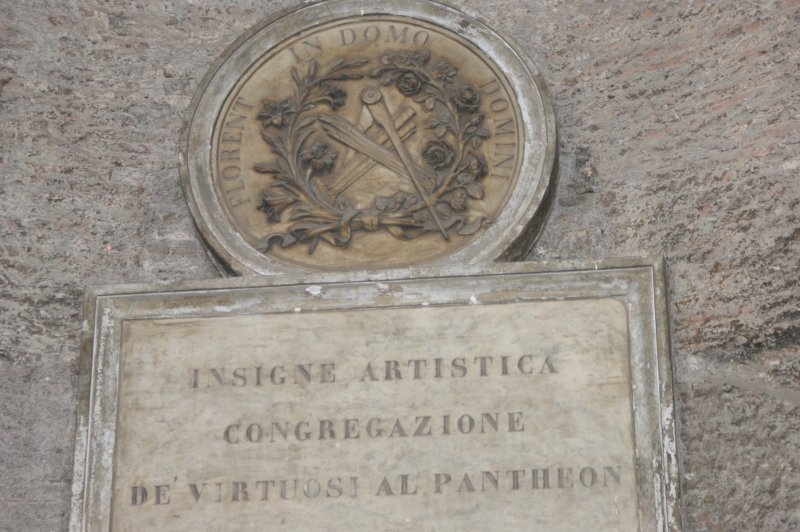 FLORENT IN DOMO DOMINI
INSIGNE ARTISTICA
CONGREGAZIONE
DE' VIRTUOSI AL PANTHEON